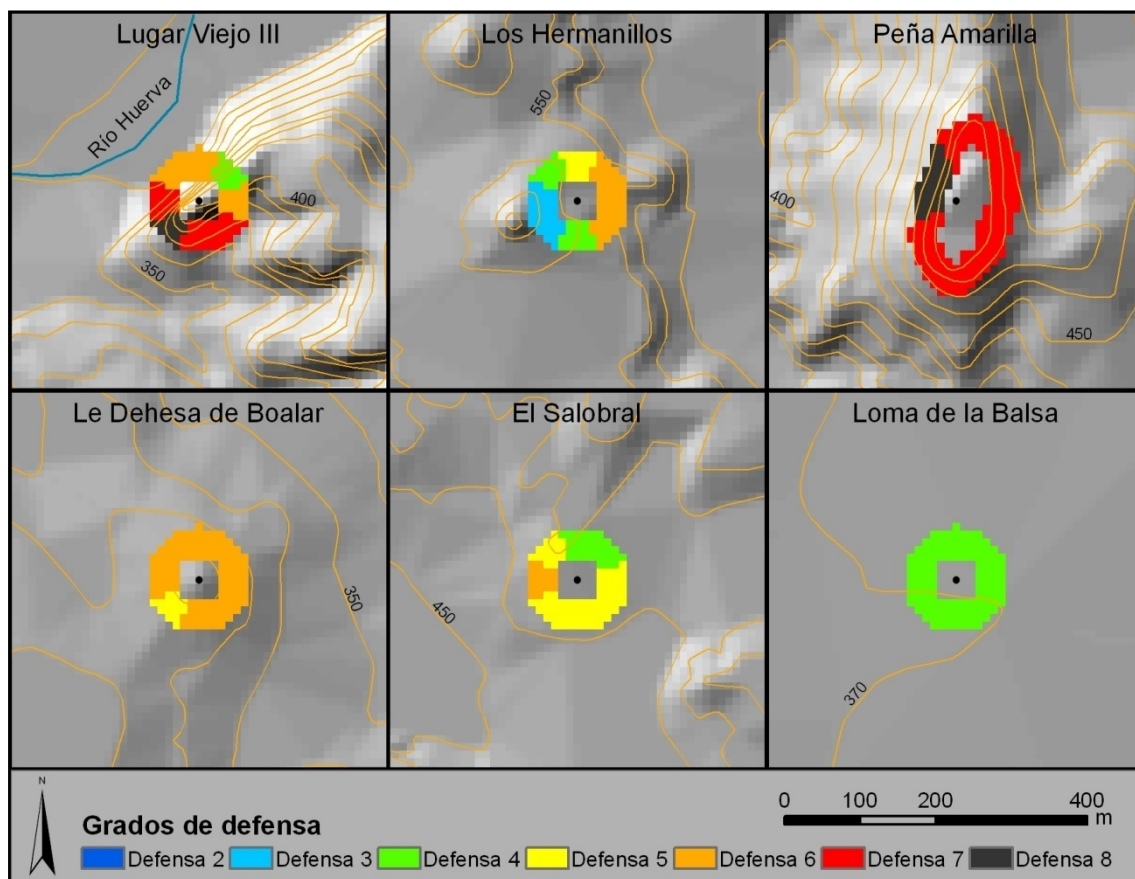 Lugar Viejo III
Río Huerva
400
350
Los Hermanillos
550
Peña Amarilla
400
450
Le Dehesa de Boalar
350
El Salobral
450
Loma de la Balsa
370
N
0 100 200 400
m
Grados de defensa
Defensa 2 Defensa 3 Defensa 4 Defensa 5 Defensa 6 Defensa 7 Defensa 8